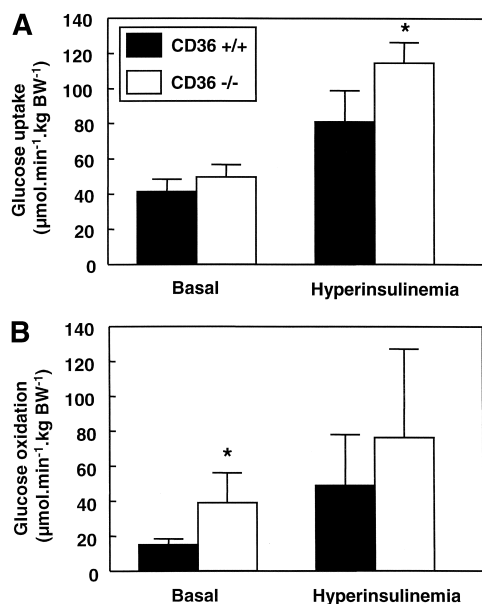 A
CD36 +/+
CD36 -/-
*
Glucose uptake
(µmol.min⁻¹.kg BW⁻¹)
140
120
100
80
60
40
20
0
Basal
Hyperinsulinemia
B
*
Glucose oxidation
(µmol.min⁻¹.kg BW⁻¹)
140
120
100
80
60
40
20
0
Basal
Hyperinsulinemia